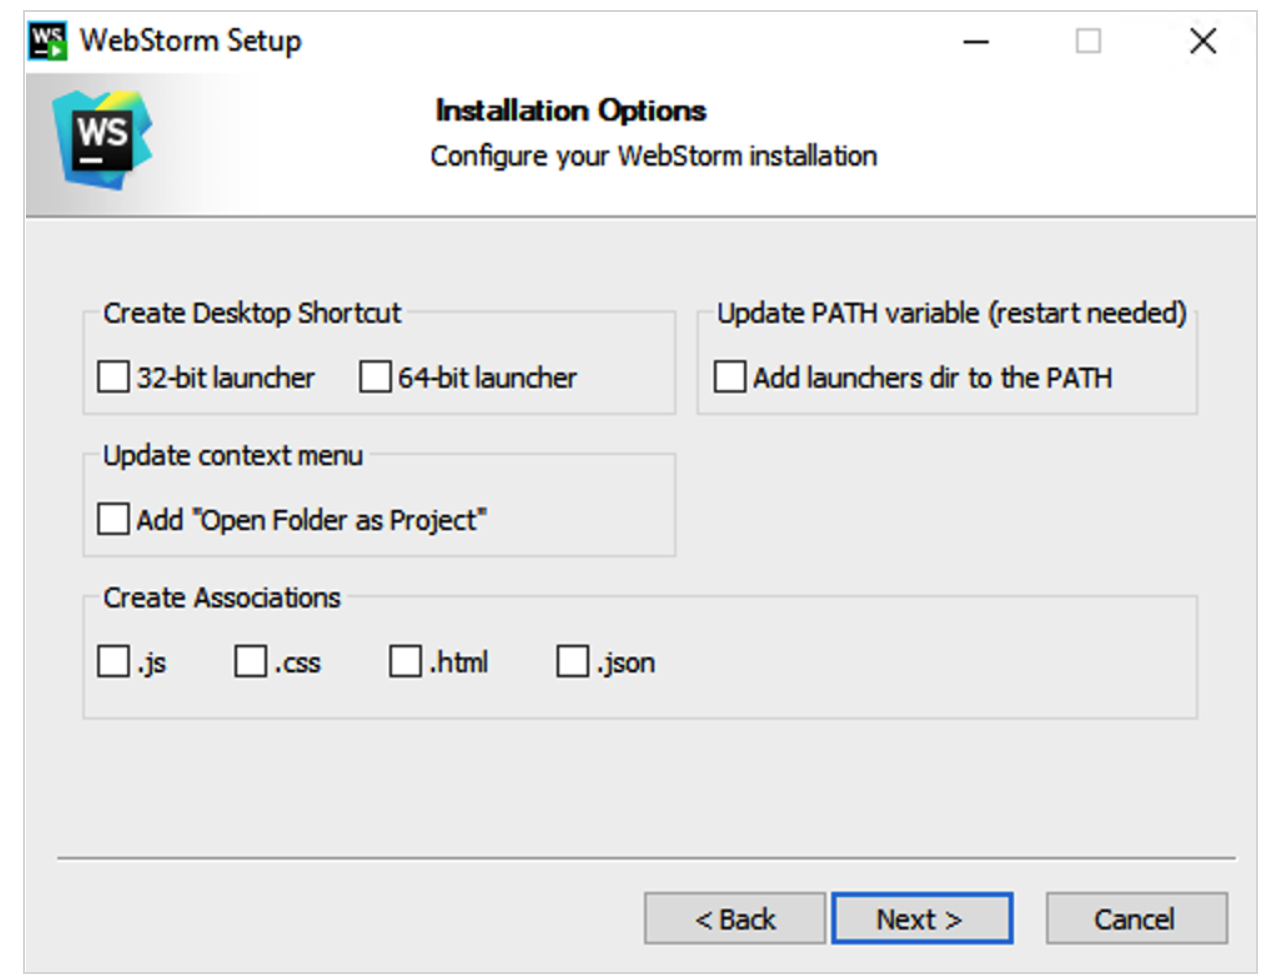 WS WebStorm Setup
WS
Installation Options
Configure your WebStorm installation
Create Desktop Shortcut
32-bit launcher 64-bit launcher
Update PATH variable (restart needed)
Add launchers dir to the PATH
Update context menu
Add "Open Folder as Project"
Create Associations
.js .css .html .json
< Back Next > Cancel